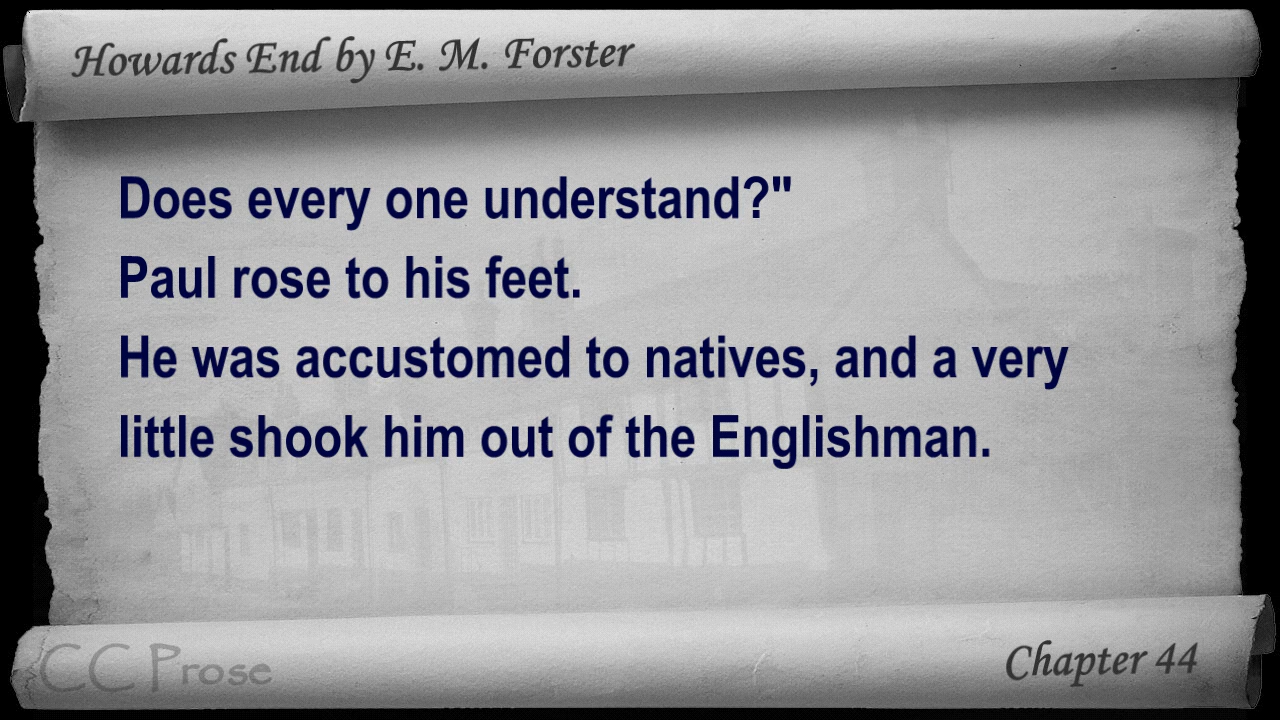 Howards End by E. M. Forster
Does every one understand?"
Paul rose to his feet.
He was accustomed to natives, and a very
little shook him out of the Englishman.
CC Prose
Chapter 44